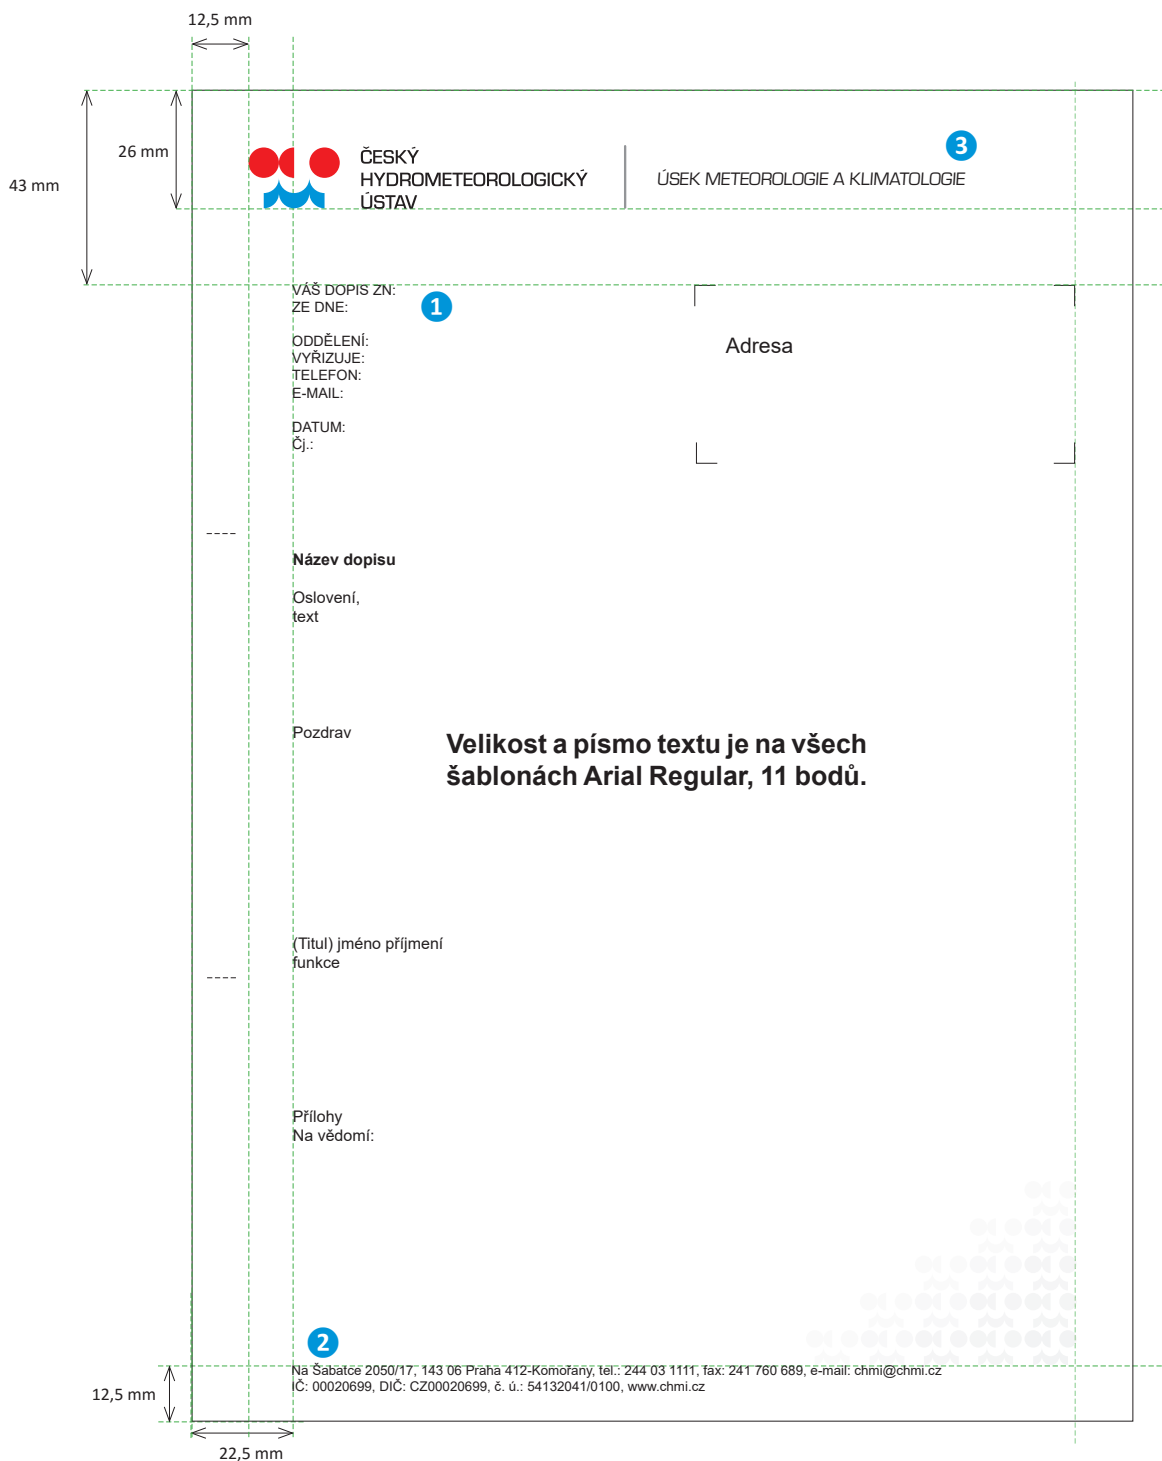 12,5 mm
26 mm
43 mm
ČESKÝ
HYDROMETEOROLOGICKÝ
ÚSTAV
ÚSEK METEOROLOGIE A KLIMATOLOGIE
3
VÁŠ DOPIS ZN:
ZE DNE:
1
ODDĚLENÍ:
VYŘIZUJE:
TELEFON:
E-MAIL:
DATUM:
Čj.:
Adresa
Název dopisu
Oslovení,
text
Pozdrav
Velikost a písmo textu je na všech
šablonách Arial Regular, 11 bodů.
(Titul) jméno příjmení
funkce
Přílohy
Na vědomí:
2
Na Šabatce 2050/17, 143 06 Praha 412-Komořany, tel.: 244 03 1111, fax: 241 760 689, e-mail: chmi@chmi.cz
IČ: 00020699, DIČ: CZ00020699, č. ú.: 54132041/0100, www.chmi.cz
12,5 mm
22,5 mm